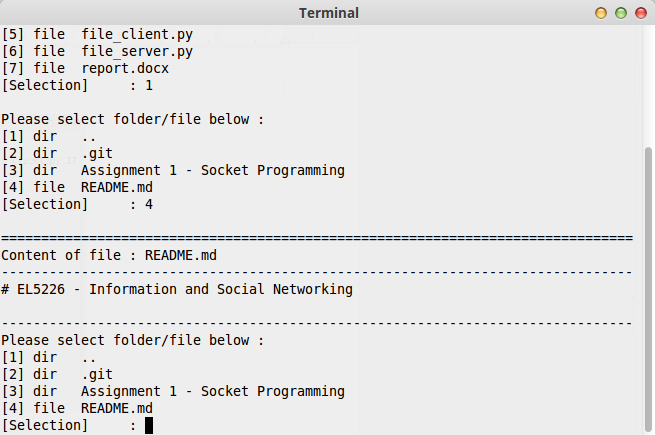 Terminal
[5] file  file_client.py
[6] file  file_server.py
[7] file  report.docx
[Selection]     : 1
Please select folder/file below :
[1] dir   ..
[2] dir   .git
[3] dir   Assignment 1 - Socket Programming
[4] file  README.md
[Selection]     : 4
===============================================================================
Content of file : README.md
-------------------------------------------------------------------------------
# EL5226 - Information and Social Networking
-------------------------------------------------------------------------------
Please select folder/file below :
[1] dir   ..
[2] dir   .git
[3] dir   Assignment 1 - Socket Programming
[4] file  README.md
[Selection]     :